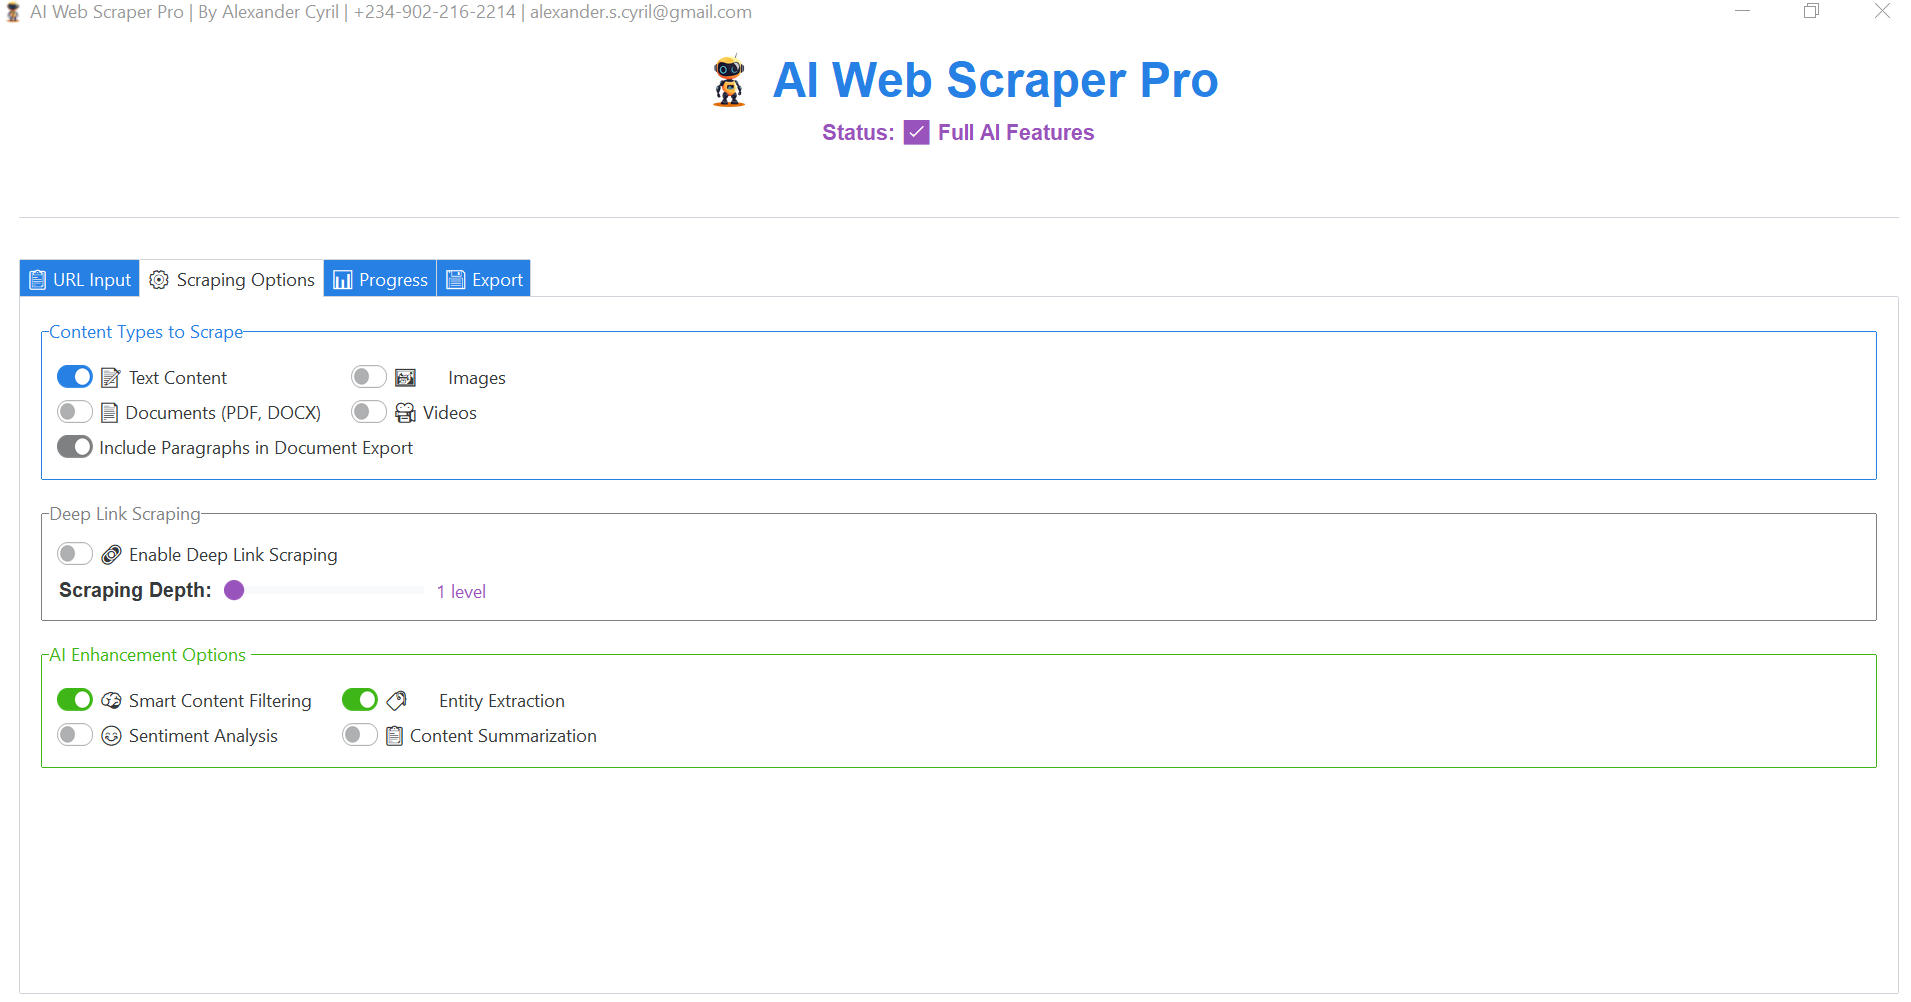 AI Web Scraper Pro | By Alexander Cyril | +234-902-216-2214 | alexander.s.cyril@gmail.com
AI Web Scraper Pro
Status: ✓ Full AI Features
URL Input Scraping Options Progress Export
Content Types to Scrape
Text Content Images
Documents (PDF, DOCX) Videos
Include Paragraphs in Document Export
Deep Link Scraping
Enable Deep Link Scraping
Scraping Depth: 1 level
AI Enhancement Options
Smart Content Filtering Entity Extraction
Sentiment Analysis Content Summarization